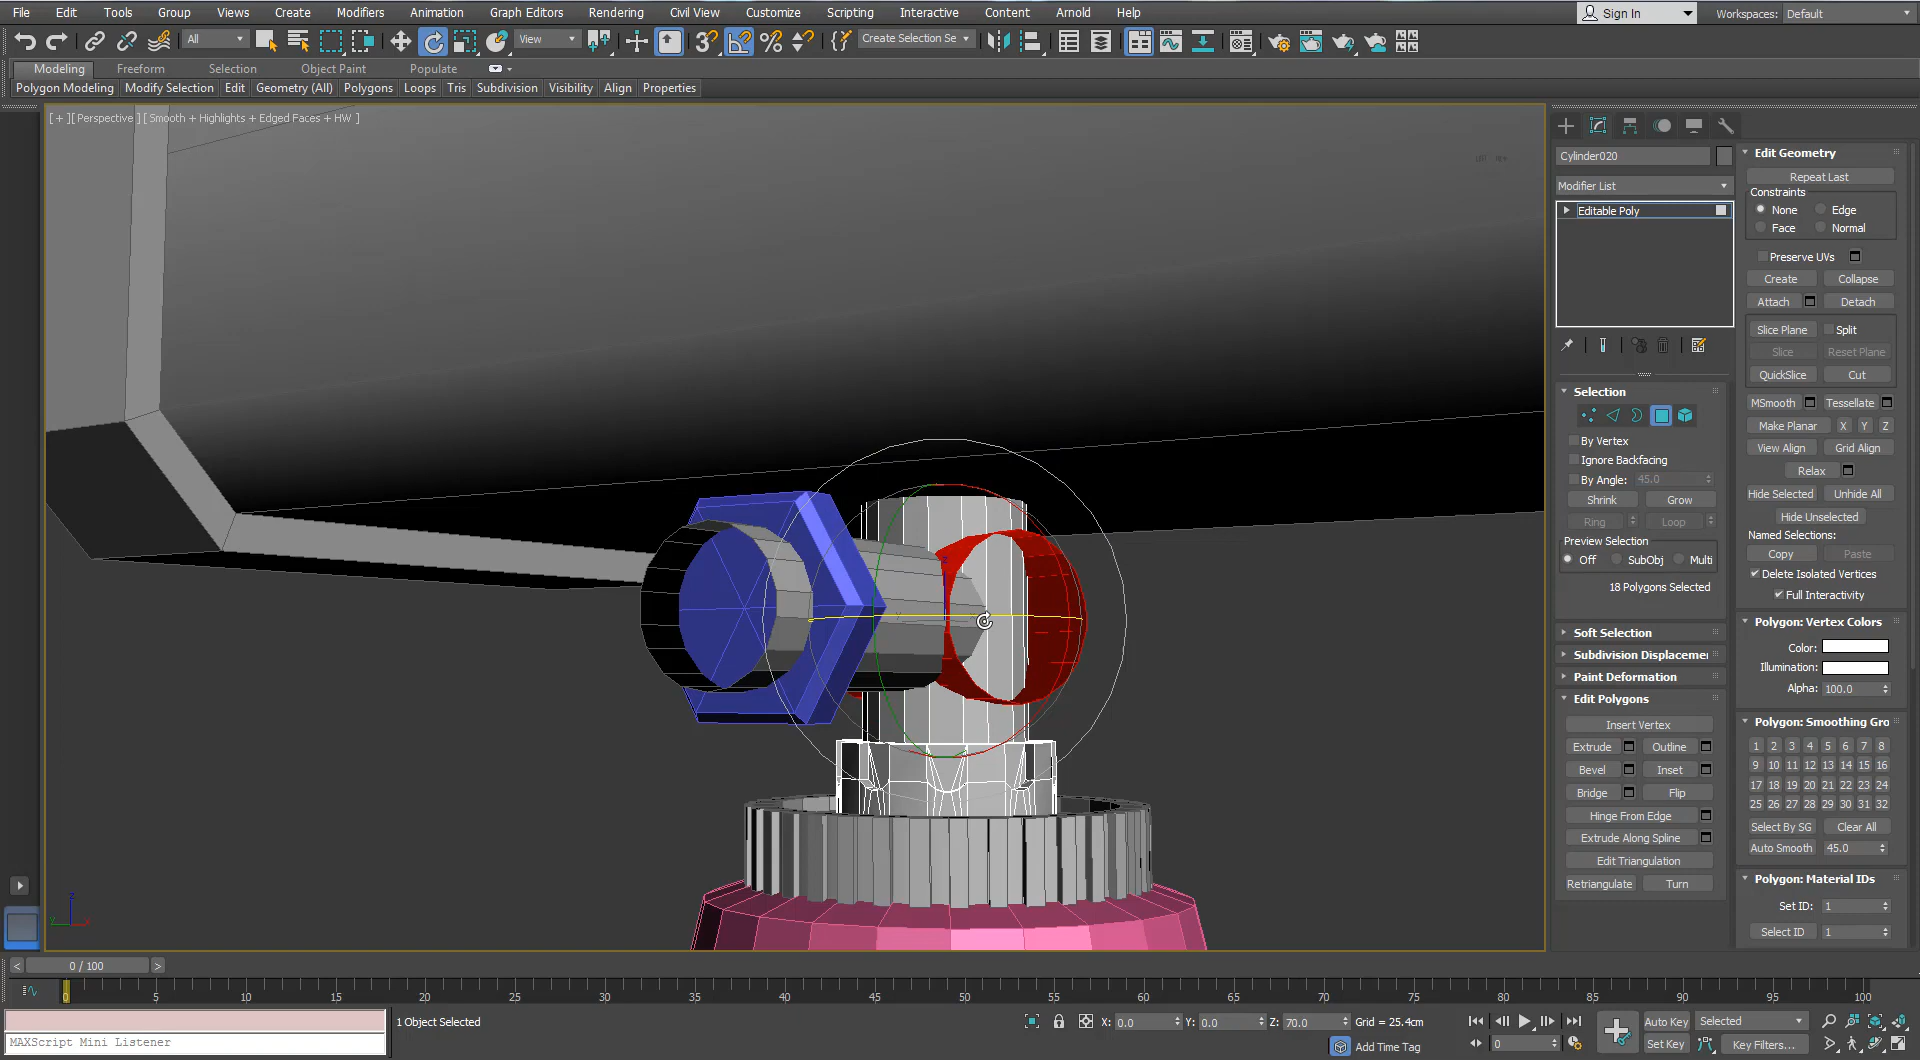 File Edit Tools Group Views Create Modifiers Animation Graph Editors Rendering Civil View Customize Scripting Interactive Content Arnold Help Sign In Workspaces: Default
All View Create Selection Se
Modeling Freeform Selection Object Paint Populate
Polygon Modeling Modify Selection Edit Geometry (All) Polygons Loops Tris Subdivision Visibility Align Properties
[ + ][ Perspective ][ Smooth + Highlights + Edged Faces + HW ]
Cylinder020
Modifier List
Editable Poly
Selection
By Vertex
Ignore Backfacing
By Angle: 45.0
Shrink Grow
Ring Loop
Preview Selection
Off SubObj Multi
18 Polygons Selected
Soft Selection
Subdivision Displacemer
Paint Deformation
Edit Polygons
Insert Vertex
Extrude Outline
Bevel Inset
Bridge Flip
Hinge From Edge
Extrude Along Spline
Edit Triangulation
Retriangulate Turn
Edit Geometry
Repeat Last
Constraints
None Edge
Face Normal
Preserve UVs
Create Collapse
Attach Detach
Slice Plane Split
Slice Reset Plane
QuickSlice Cut
MSmooth Tessellate
Make Planar X Y Z
View Align Grid Align
Relax
Hide Selected Unhide All
Hide Unselected
Named Selections:
Copy Paste
Delete Isolated Vertices
Full Interactivity
Polygon: Vertex Colors
Color:
Illumination:
Alpha: 100.0
Polygon: Smoothing Gro
1 2 3 4 5 6 7 8
9 10 11 12 13 14 15 16
17 18 19 20 21 22 23 24
25 26 27 28 29 30 31 32
Select By SG Clear All
Auto Smooth 45.0
Polygon: Material IDs
Set ID: 1
Select ID 1
< 0 / 100 >
0 5 10 15 20 25 30 35 40 45 50 55 60 65 70 75 80 85 90 95 100
1 Object Selected X: 0.0 Y: 0.0 Z: 70.0 Grid = 25.4cm Auto Key Selected
MAXScript Mini Listener Add Time Tag 0 Set Key Key Filters...